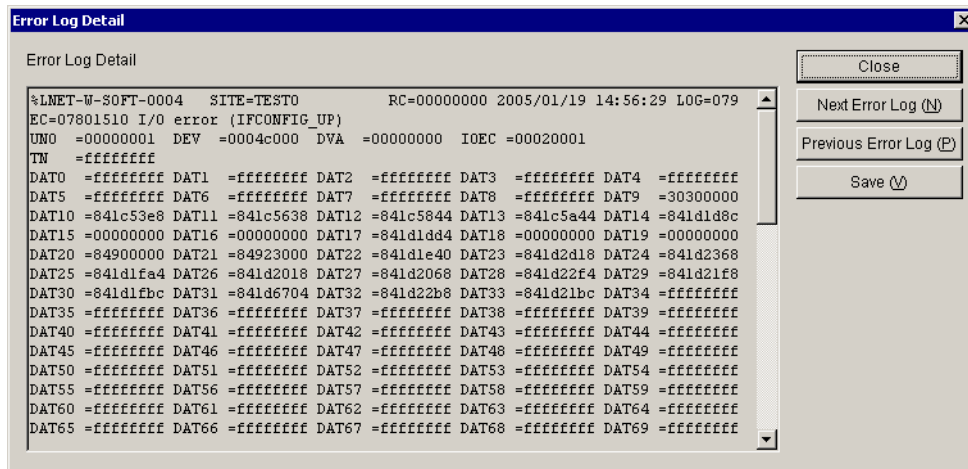 Error Log Detail
Error Log Detail
%LNET-W-SOFT-0004 SITE=TEST0 RC=00000000 2005/01/19 14:56:29 LOG=079
EC=07801510 I/O error (IFCONFIG_UP)
UNO =00000001 DEV =0004c000 DVA =00000000 IOEC =00020001
TN =ffffffff
DAT0 =ffffffff DAT1 =ffffffff DAT2 =ffffffff DAT3 =ffffffff DAT4 =ffffffff
DAT5 =ffffffff DAT6 =ffffffff DAT7 =ffffffff DAT8 =ffffffff DAT9 =30300000
DAT10 =841c53e8 DAT11 =841c5638 DAT12 =841c5844 DAT13 =841c5a44 DAT14 =841d1d8c
DAT15 =00000000 DAT16 =00000000 DAT17 =841d1dd4 DAT18 =00000000 DAT19 =00000000
DAT20 =84900000 DAT21 =84923000 DAT22 =841d1e40 DAT23 =841d2d18 DAT24 =841d2368
DAT25 =841d1fa4 DAT26 =841d2018 DAT27 =841d2068 DAT28 =841d22f4 DAT29 =841d21f8
DAT30 =841d1fbc DAT31 =841d6704 DAT32 =841d22b8 DAT33 =841d21bc DAT34 =ffffffff
DAT35 =ffffffff DAT36 =ffffffff DAT37 =ffffffff DAT38 =ffffffff DAT39 =ffffffff
DAT40 =ffffffff DAT41 =ffffffff DAT42 =ffffffff DAT43 =ffffffff DAT44 =ffffffff
DAT45 =ffffffff DAT46 =ffffffff DAT47 =ffffffff DAT48 =ffffffff DAT49 =ffffffff
DAT50 =ffffffff DAT51 =ffffffff DAT52 =ffffffff DAT53 =ffffffff DAT54 =ffffffff
DAT55 =ffffffff DAT56 =ffffffff DAT57 =ffffffff DAT58 =ffffffff DAT59 =ffffffff
DAT60 =ffffffff DAT61 =ffffffff DAT62 =ffffffff DAT63 =ffffffff DAT64 =ffffffff
DAT65 =ffffffff DAT66 =ffffffff DAT67 =ffffffff DAT68 =ffffffff DAT69 =ffffffff
Close
Next Error Log (N)
Previous Error Log (P)
Save (V)